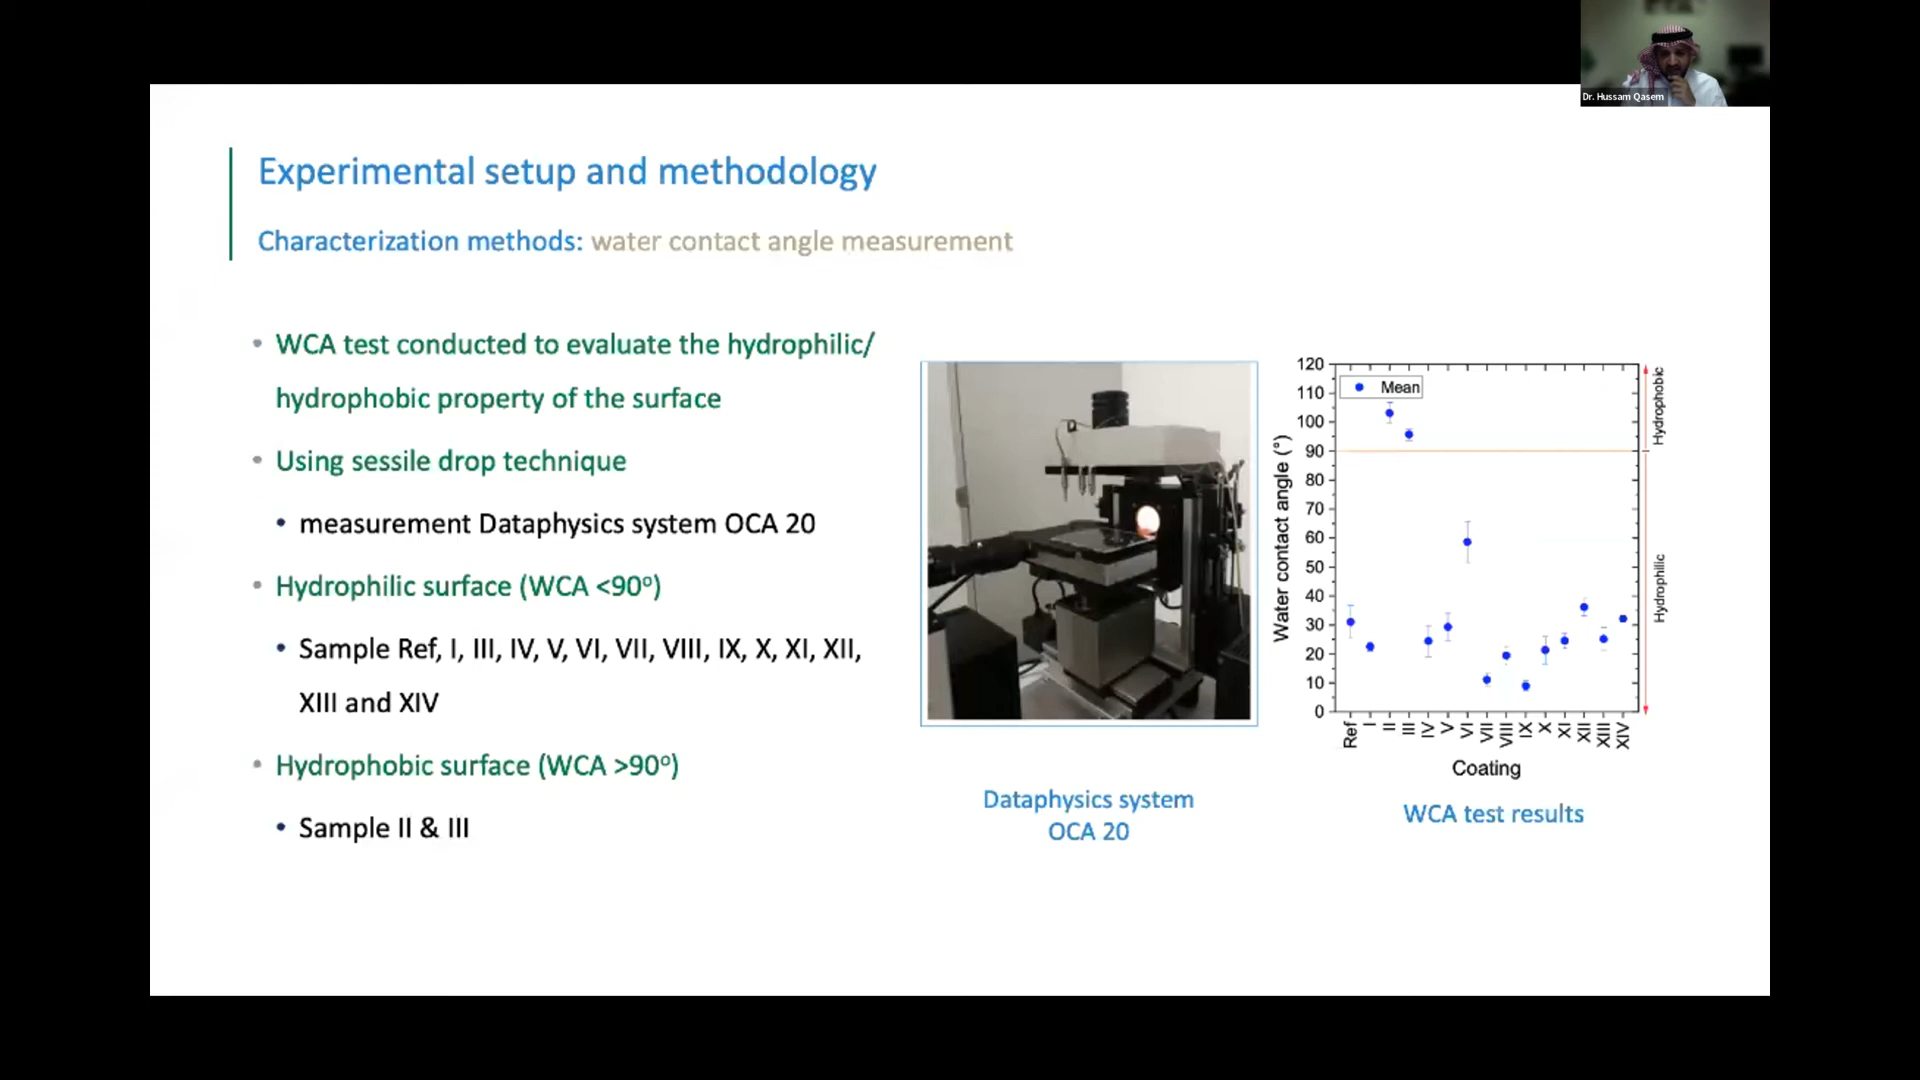 Dr. Hussam Qasem
Experimental setup and methodology
Characterization methods: water contact angle measurement
• WCA test conducted to evaluate the hydrophilic/
hydrophobic property of the surface
• Using sessile drop technique
• measurement Dataphysics system OCA 20
• Hydrophilic surface (WCA <90°)
• Sample Ref, I, III, IV, V, VI, VII, VIII, IX, X, XI, XII,
XIII and XIV
• Hydrophobic surface (WCA >90°)
• Sample II & III
Dataphysics system
OCA 20
120
110
100
90
80
70
60
50
40
30
20
10
0
Water contact angle (°)
Mean
Hydrophobic
Hydrophilic
Ref
I
II
III
IV
V
VI
VII
VIII
IX
X
XI
XII
XIII
XIV
Coating
WCA test results